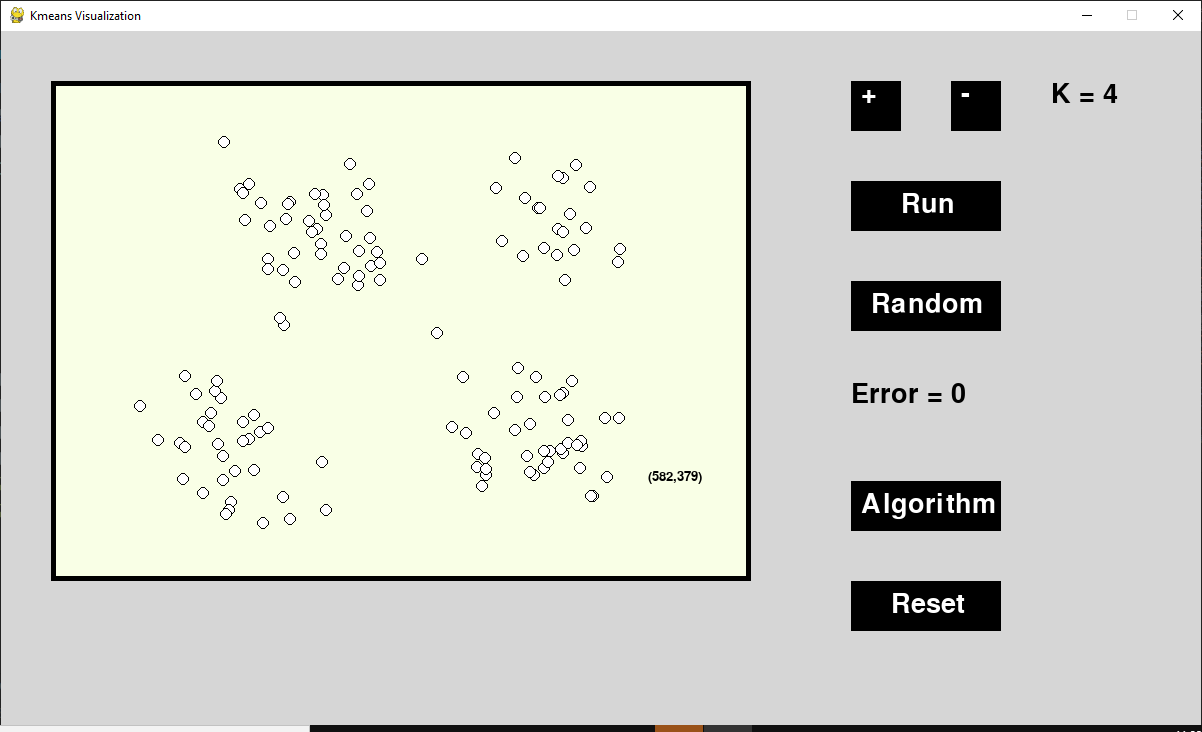 Kmeans Visualization
+ - K = 4
Run
Random
Error = 0
(582,379)
Algorithm
Reset